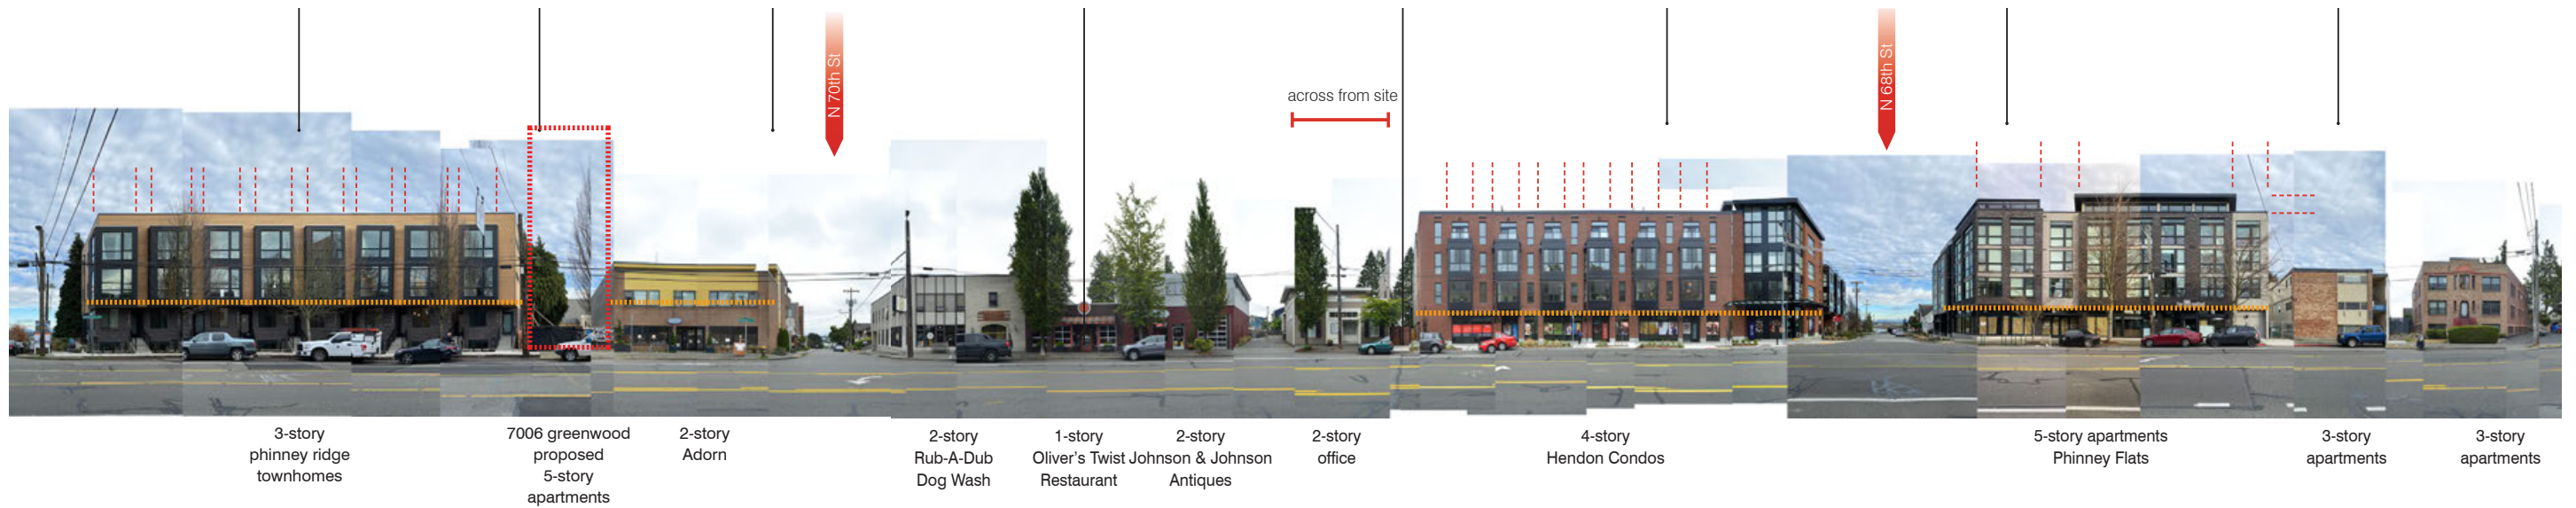 N 70th St
across from site
N 68th St
3-story
phinney ridge
townhomes
7006 greenwood
proposed
5-story
apartments
2-story
Adorn
2-story
Rub-A-Dub
Dog Wash
1-story
Oliver's Twist
Restaurant
2-story
Johnson & Johnson
Antiques
2-story
office
4-story
Hendon Condos
5-story apartments
Phinney Flats
3-story
apartments
3-story
apartments